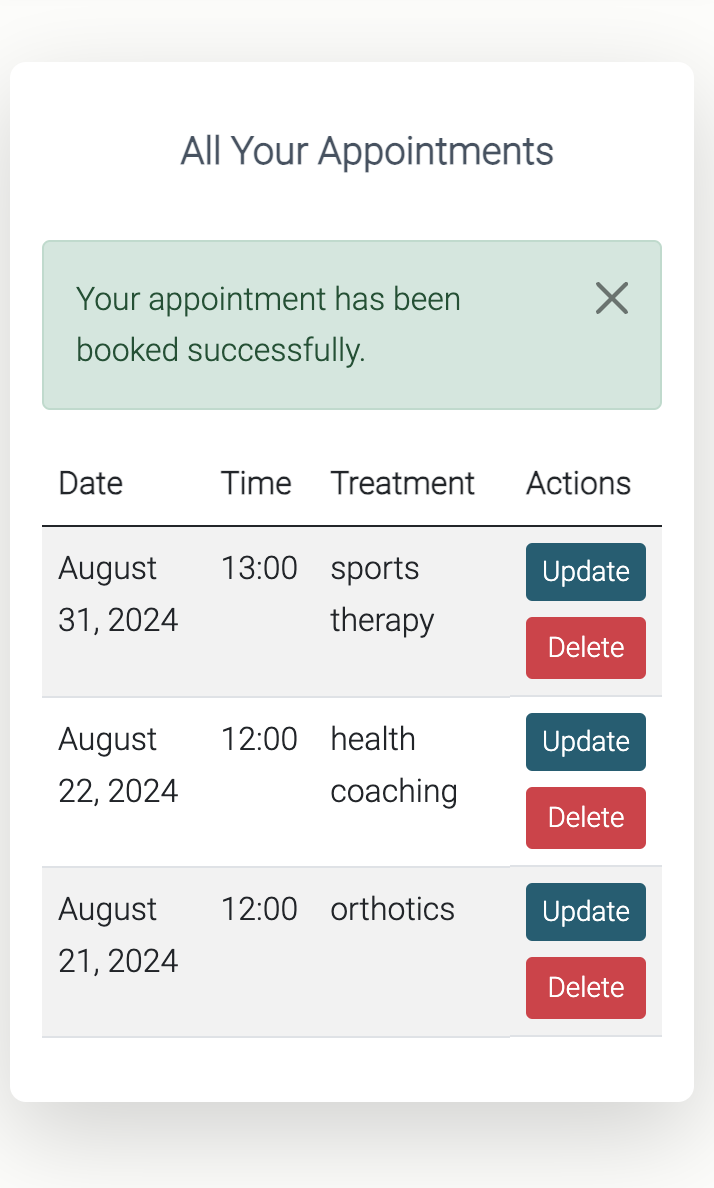 All Your Appointments
Your appointment has been
booked successfully.
Date Time Treatment Actions
August 13:00 sports Update
31, 2024 therapy
Delete
August 12:00 health Update
22, 2024 coaching
Delete
August 12:00 orthotics Update
21, 2024
Delete